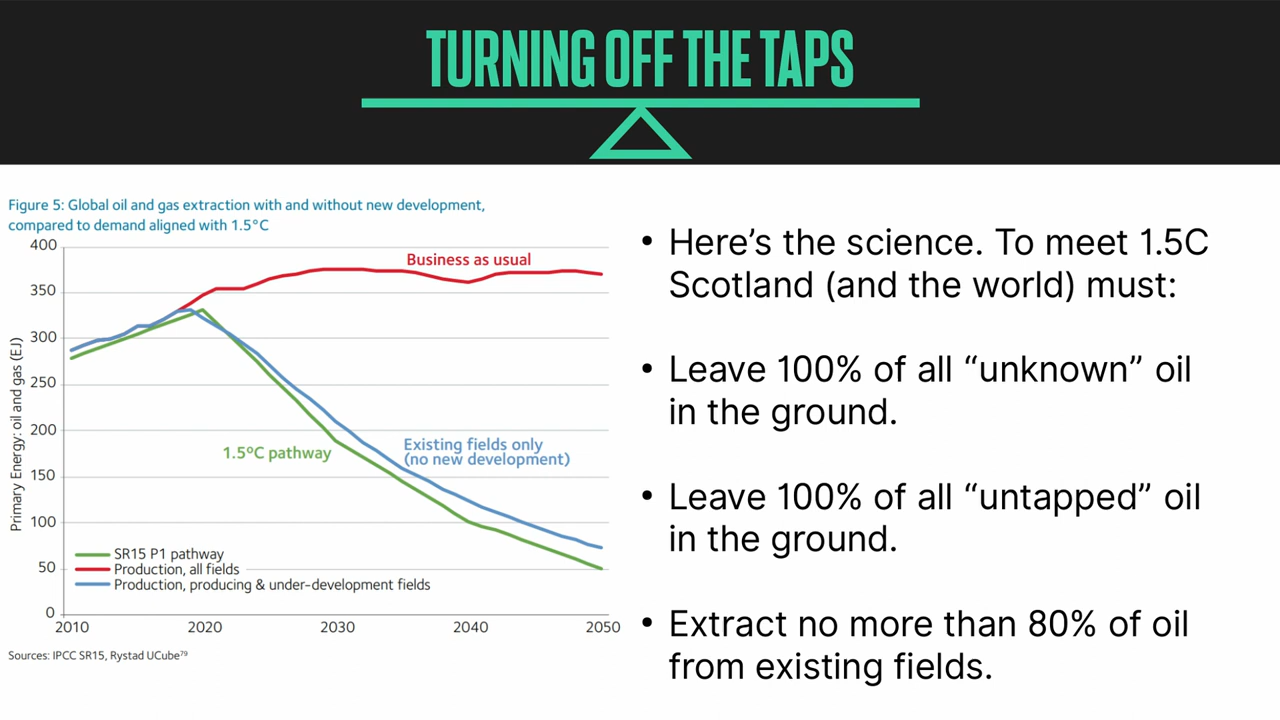 TURNING OFF THE TAPS
Figure 5: Global oil and gas extraction with and without new development,
compared to demand aligned with 1.5°C
400
350
300
250
200
150
100
50
0
Primary Energy: oil and gas (EJ)
Business as usual
1.5°C pathway
Existing fields only
(no new development)
SR15 P1 pathway
Production, all fields
Production, producing & under-development fields
2010
2020
2030
2040
2050
Sources: IPCC SR15, Rystad UCube⁷⁹
• Here’s the science. To meet 1.5C
Scotland (and the world) must:
• Leave 100% of all “unknown” oil
in the ground.
• Leave 100% of all “untapped” oil
in the ground.
• Extract no more than 80% of oil
from existing fields.